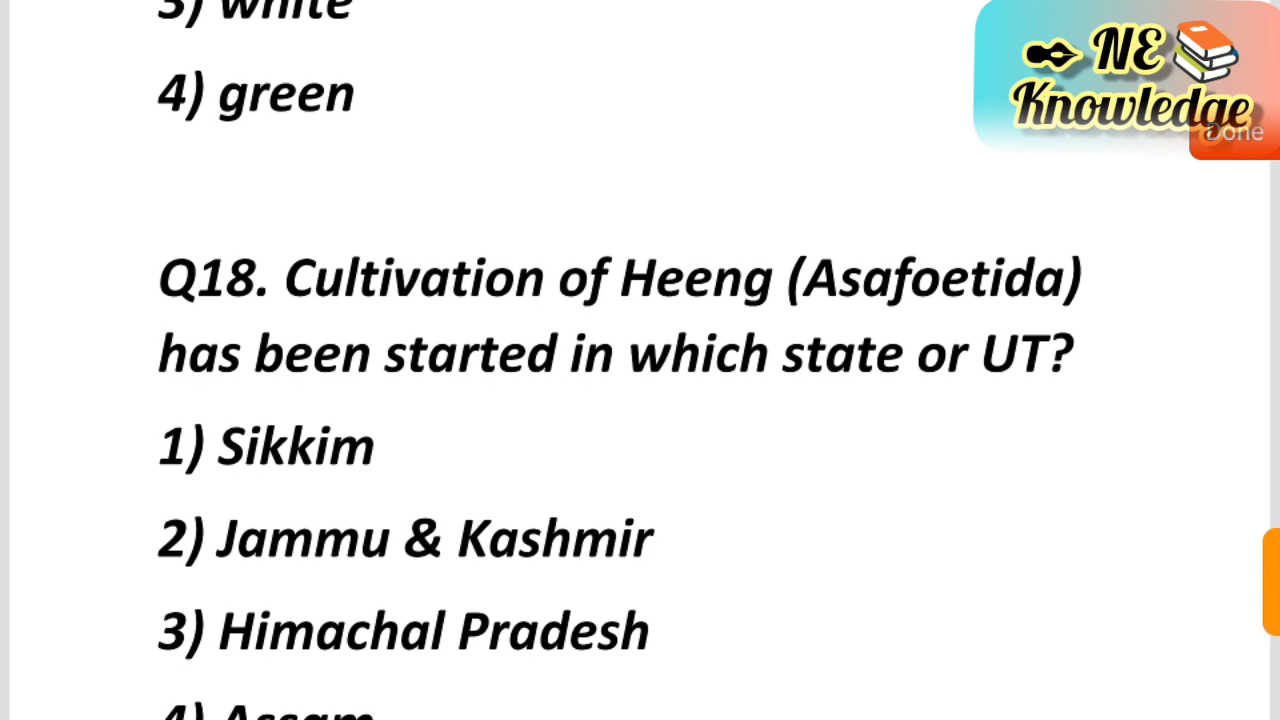 3) white
4) green
NE
Knowledge
Done
Q18. Cultivation of Heeng (Asafoetida)
has been started in which state or UT?
1) Sikkim
2) Jammu & Kashmir
3) Himachal Pradesh
4) Assam